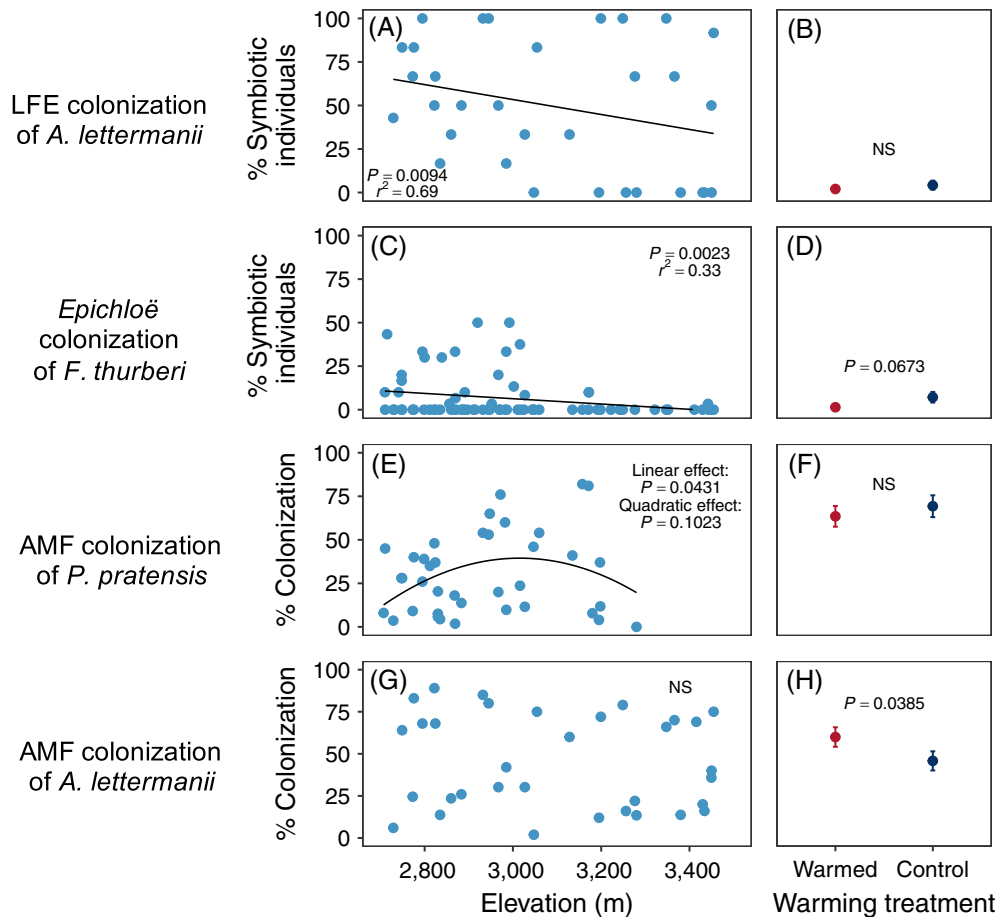 LFE colonization
of A. lettermanii
% Symbiotic
individuals
100
75
50
25
0
(A)
P = 0.0094
r² = 0.69
(B)
NS
Epichloë
colonization
of F. thurberi
% Symbiotic
individuals
100
75
50
25
0
(C)
P = 0.0023
r² = 0.33
(D)
P = 0.0673
AMF colonization
of P. pratensis
% Colonization
100
75
50
25
0
(E)
Linear effect:
P = 0.0431
Quadratic effect:
P = 0.1023
(F)
NS
AMF colonization
of A. lettermanii
% Colonization
100
75
50
25
0
(G)
NS
(H)
P = 0.0385
2,800 3,000 3,200 3,400
Elevation (m)
Warmed Control
Warming treatment